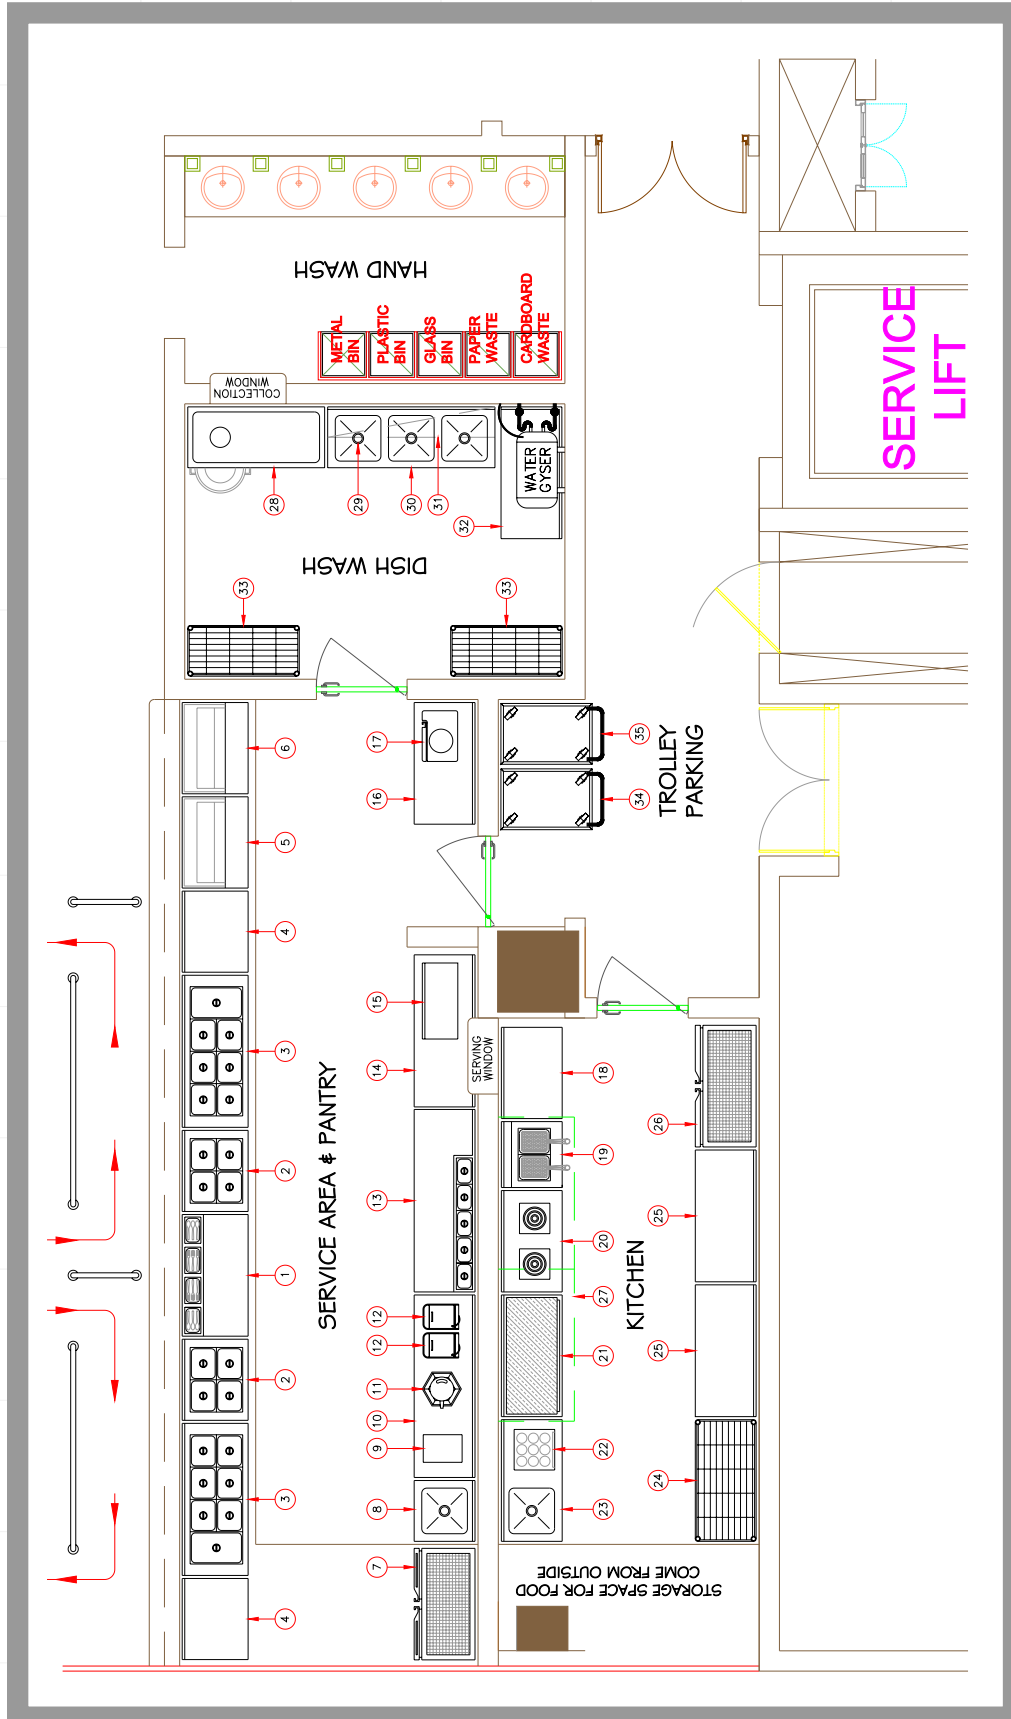 HAND WASH
METAL
BIN
PLASTIC
BIN
GLASS
BIN
PAPER
WASTE
CARDBOARD
WASTE
SERVICE
LIFT
COLLECTION
WINDOW
WATER
GYSER
28
29
30
31
32
DISH WASH
33
33
6
17
35
TROLLEY
PARKING
16
34
5
4
15
3
14
SERVING
WINDOW
18
SERVICE AREA & PANTRY
26
19
2
13
25
20
KITCHEN
1
27
12
12
25
21
2
11
10
9
22
24
3
8
23
7
STORAGE SPACE FOR FOOD
COME FROM OUTSIDE
4